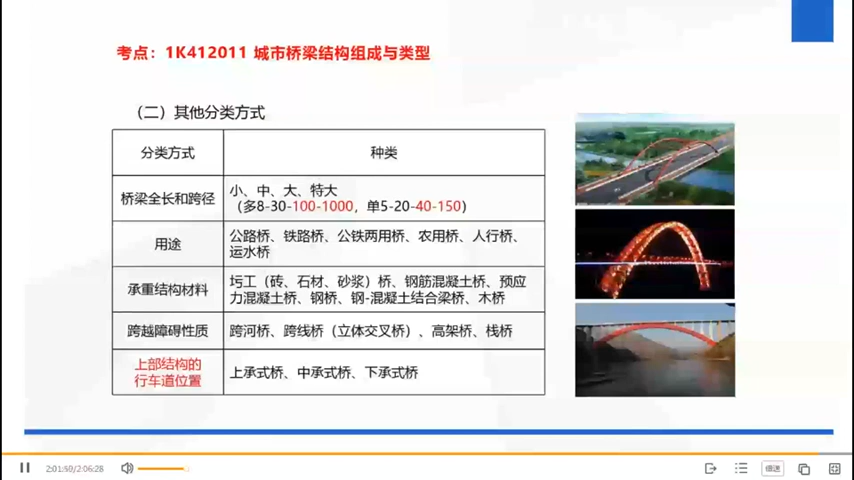 考点：1K412011 城市桥梁结构组成与类型
（二）其他分类方式
分类方式
种类
桥梁全长和跨径
小、中、大、特大
（多8-30-100-1000，单5-20-40-150）
用途
公路桥、铁路桥、公铁两用桥、农用桥、人行桥、
运水桥
承重结构材料
圬工（砖、石材、砂浆）桥、钢筋混凝土桥、预应
力混凝土桥、钢桥、钢-混凝土结合梁桥、木桥
跨越障碍性质
跨河桥、跨线桥（立体交叉桥）、高架桥、栈桥
上部结构的
行车道位置
上承式桥、中承式桥、下承式桥
2:01:59/2:06:28
倍速